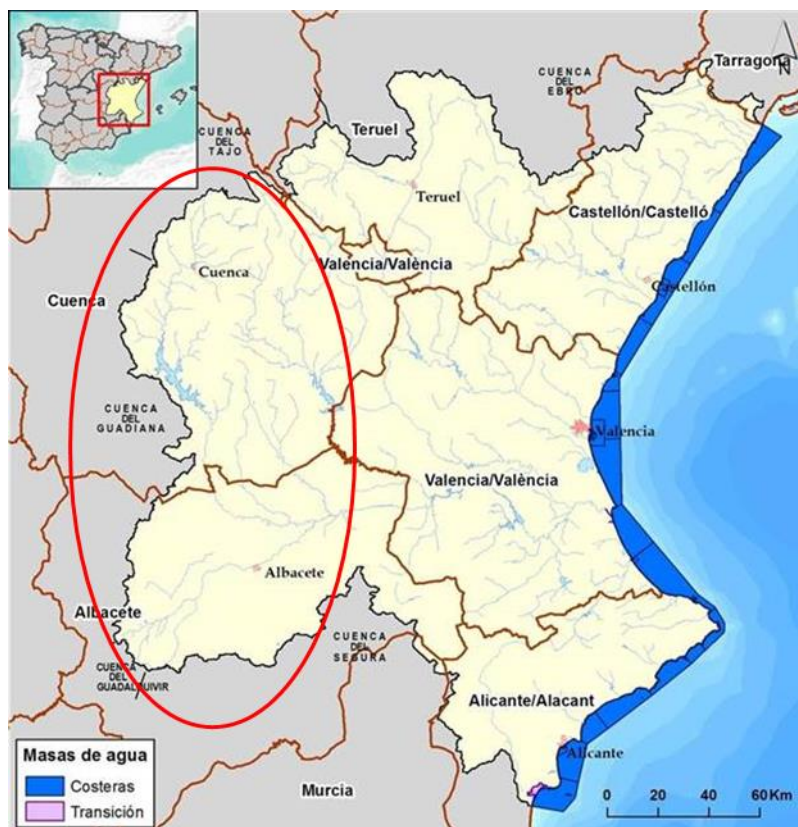 Tarragona
N
CUENCA
DEL
EBRO
CUENCA
DEL
TAJO
Teruel
Teruel
Castellón/Castelló
Cuenca
Valencia/València
Cuenca
Castellón
CUENCA
DEL
GUADIANA
Valencia
Valencia/València
Albacete
Albacete
CUENCA
DEL
SEGURA
CUENCA
DEL
GUADALQUIVIR
Alicante/Alacant
Alicante
Murcia
Masas de agua
Costeras
Transición
0 20 40 60 Km